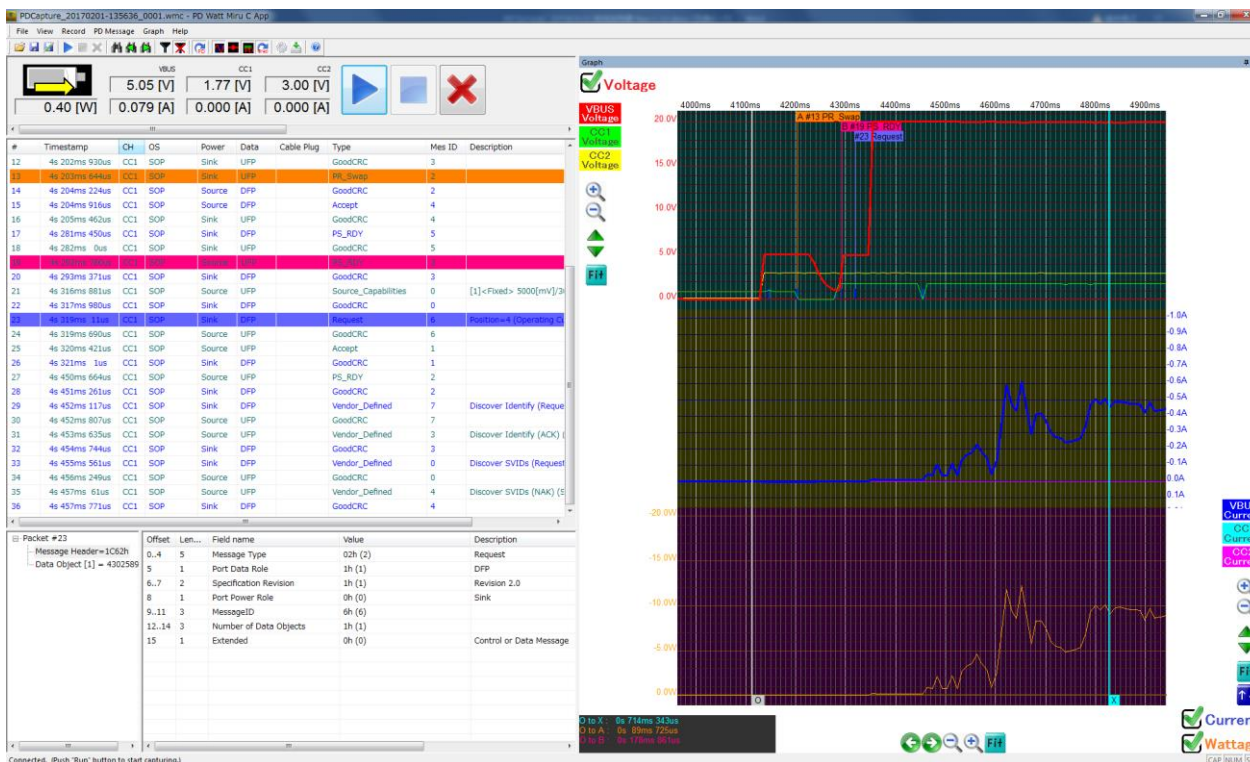 PDCapture_20170201-135636_0001.wmc - PD Watt Miru C App
File View Record PD Message Graph Help
VBUS CC1 CC2
5.05 [V] 1.77 [V] 3.00 [V]
0.40 [W] 0.079 [A] 0.000 [A] 0.000 [A]
# Timestamp CH OS Power Data Cable Plug Type Mes ID Description
12 4s 202ms 930us CC1 SOP Sink UFP GoodCRC 3
13 4s 203ms 644us CC1 SOP Sink UFP PR_Swap 2
14 4s 204ms 224us CC1 SOP Source DFP GoodCRC 2
15 4s 204ms 916us CC1 SOP Source DFP Accept 4
16 4s 205ms 462us CC1 SOP Sink UFP GoodCRC 4
17 4s 281ms 450us CC1 SOP Source DFP PS_RDY 5
18 4s 282ms 0us CC1 SOP Sink UFP GoodCRC 5
CC1 SOP Source UFP PS_RDY
20 4s 293ms 371us CC1 SOP Sink DFP GoodCRC 3
21 4s 316ms 881us CC1 SOP Source UFP Source_Capabilities 0 [1]<Fixed> 5000[mV]/3
22 4s 317ms 980us CC1 SOP Sink DFP GoodCRC 0
23 4s 319ms 11us CC1 SOP Sink DFP Request 6 Position=4 (Operating
24 4s 319ms 690us CC1 SOP Source UFP GoodCRC 6
25 4s 320ms 421us CC1 SOP Source UFP Accept 1
26 4s 321ms 1us CC1 SOP Sink DFP GoodCRC 1
27 4s 450ms 664us CC1 SOP Source UFP PS_RDY 2
28 4s 451ms 261us CC1 SOP Sink DFP GoodCRC 2
29 4s 452ms 117us CC1 SOP Sink DFP Vendor_Defined 7 Discover Identify (Reque
30 4s 452ms 807us CC1 SOP Source UFP GoodCRC 7
31 4s 453ms 635us CC1 SOP Source UFP Vendor_Defined 3 Discover Identify (ACK) (
32 4s 454ms 744us CC1 SOP Sink DFP GoodCRC 3
33 4s 455ms 561us CC1 SOP Sink DFP Vendor_Defined 0 Discover SVIDs (Request
34 4s 456ms 249us CC1 SOP Source UFP GoodCRC 0
35 4s 457ms 61us CC1 SOP Source UFP Vendor_Defined 4 Discover SVIDs (NAK) (S
36 4s 457ms 771us CC1 SOP Sink DFP GoodCRC 4
Packet #23
Message Header=1C62h
Data Object [1] = 4302589
Offset Len... Field name Value Description
0..4 5 Message Type 02h (2) Request
5 1 Port Data Role 1h (1) DFP
6..7 2 Specification Revision 1h (1) Revision 2.0
8 1 Port Power Role 0h (0) Sink
9..11 3 MessageID 6h (6)
12..14 3 Number of Data Objects 1h (1)
15 1 Extended 0h (0) Control or Data Message
Connected. (Push "Run" button to start capturing.)
Graph
Voltage
VBUS
Voltage
CC1
Voltage
CC2
Voltage
Fit
4000ms 4100ms 4200ms 4300ms 4400ms 4500ms 4600ms 4700ms 4800ms 4900ms
A #13 PR_Swap
B #19 PS_RDY
#23 Request
20.0V
15.0V
10.0V
5.0V
0.0V
-1.0A
-0.9A
-0.8A
-0.7A
-0.6A
-0.5A
-0.4A
-0.3A
-0.2A
-0.1A
0.0A
0.1A
-20.0W
-15.0W
-10.0W
-5.0W
0.0W
O X
VBU
Curre
CC
Curre
CC
Curre
Fi
O to X : 0s 714ms 343us
O to A : 0s 89ms 725us
O to B : 0s 178ms 861us
Fit
Curren
Wattag
CAP NUM S